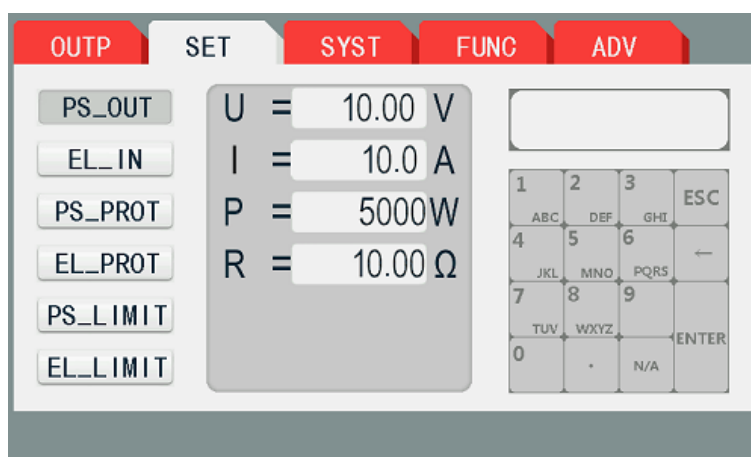 OUTP SET SYST FUNC ADV
PS_OUT
EL_IN
PS_PROT
EL_PROT
PS_LIMIT
EL_LIMIT
U = 10.00 V
I = 10.0 A
P = 5000W
R = 10.00 Ω
1 ABC 2 DEF 3 GHI ESC
4 JKL 5 MNO 6 PQRS ←
7 TUV 8 WXYZ 9 ENTER
0 . N/A